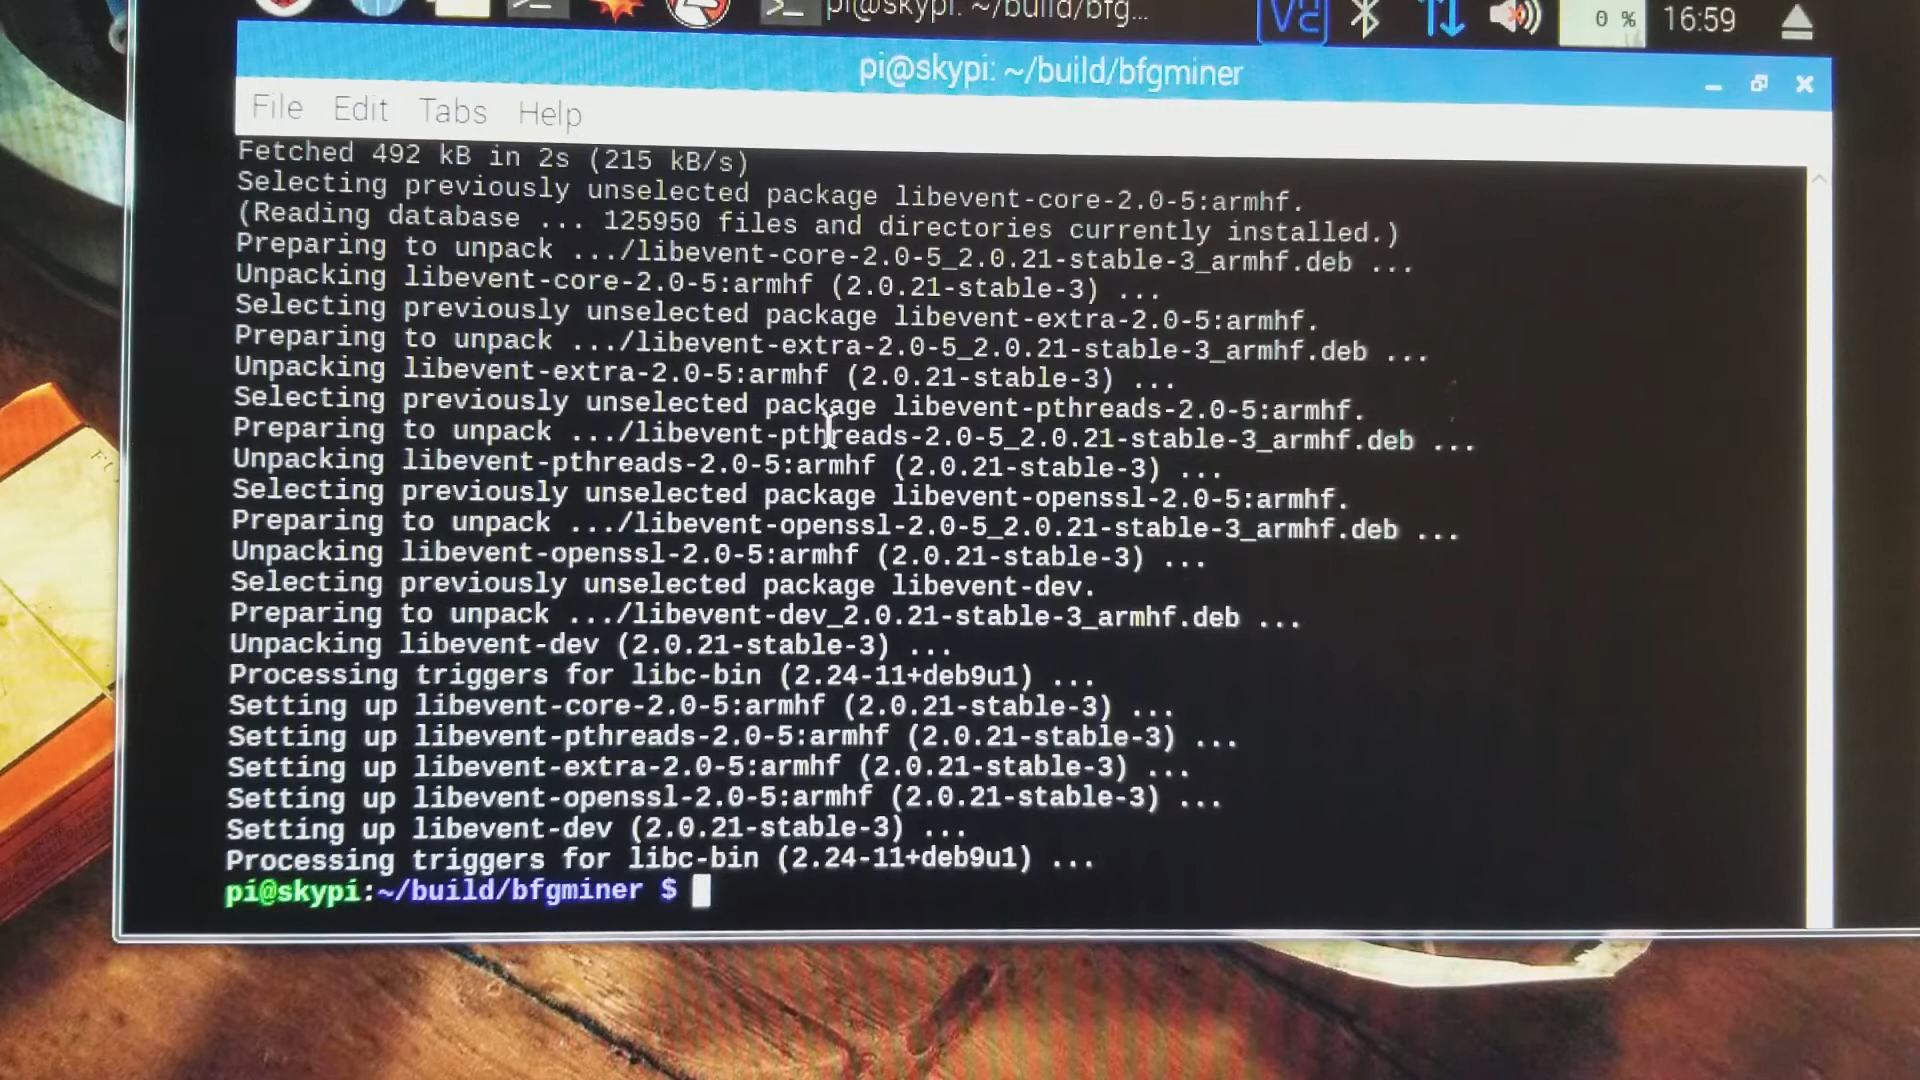 pi@skypi: ~/build/bfg...
0 %
16:59
pi@skypi: ~/build/bfgminer
File Edit Tabs Help
Fetched 492 kB in 2s (215 kB/s)
Selecting previously unselected package libevent-core-2.0-5:armhf.
(Reading database ... 125950 files and directories currently installed.)
Preparing to unpack .../libevent-core-2.0-5_2.0.21-stable-3_armhf.deb ...
Unpacking libevent-core-2.0-5:armhf (2.0.21-stable-3) ...
Selecting previously unselected package libevent-extra-2.0-5:armhf.
Preparing to unpack .../libevent-extra-2.0-5_2.0.21-stable-3_armhf.deb ...
Unpacking libevent-extra-2.0-5:armhf (2.0.21-stable-3) ...
Selecting previously unselected package libevent-pthreads-2.0-5:armhf.
Preparing to unpack .../libevent-pthreads-2.0-5_2.0.21-stable-3_armhf.deb ...
Unpacking libevent-pthreads-2.0-5:armhf (2.0.21-stable-3) ...
Selecting previously unselected package libevent-openssl-2.0-5:armhf.
Preparing to unpack .../libevent-openssl-2.0-5_2.0.21-stable-3_armhf.deb ...
Unpacking libevent-openssl-2.0-5:armhf (2.0.21-stable-3) ...
Selecting previously unselected package libevent-dev.
Preparing to unpack .../libevent-dev_2.0.21-stable-3_armhf.deb ...
Unpacking libevent-dev (2.0.21-stable-3) ...
Processing triggers for libc-bin (2.24-11+deb9u1) ...
Setting up libevent-core-2.0-5:armhf (2.0.21-stable-3) ...
Setting up libevent-pthreads-2.0-5:armhf (2.0.21-stable-3) ...
Setting up libevent-extra-2.0-5:armhf (2.0.21-stable-3) ...
Setting up libevent-openssl-2.0-5:armhf (2.0.21-stable-3) ...
Setting up libevent-dev (2.0.21-stable-3) ...
Processing triggers for libc-bin (2.24-11+deb9u1) ...
pi@skypi:~/build/bfgminer $